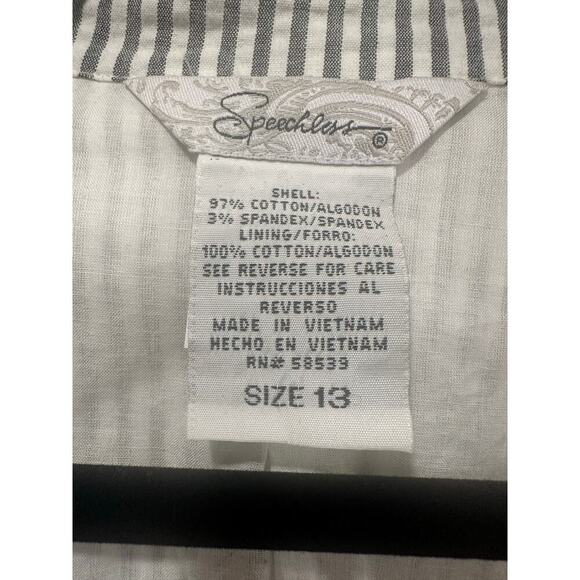 Speechless®
SHELL:
97% COTTON/ALGODON
3% SPANDEX/SPANDEX
LINING/FORRO:
100% COTTON/ALGODON
SEE REVERSE FOR CARE
INSTRUCCIONES AL
REVERSO
MADE IN VIETNAM
HECHO EN VIETNAM
RN# 58539
SIZE 13